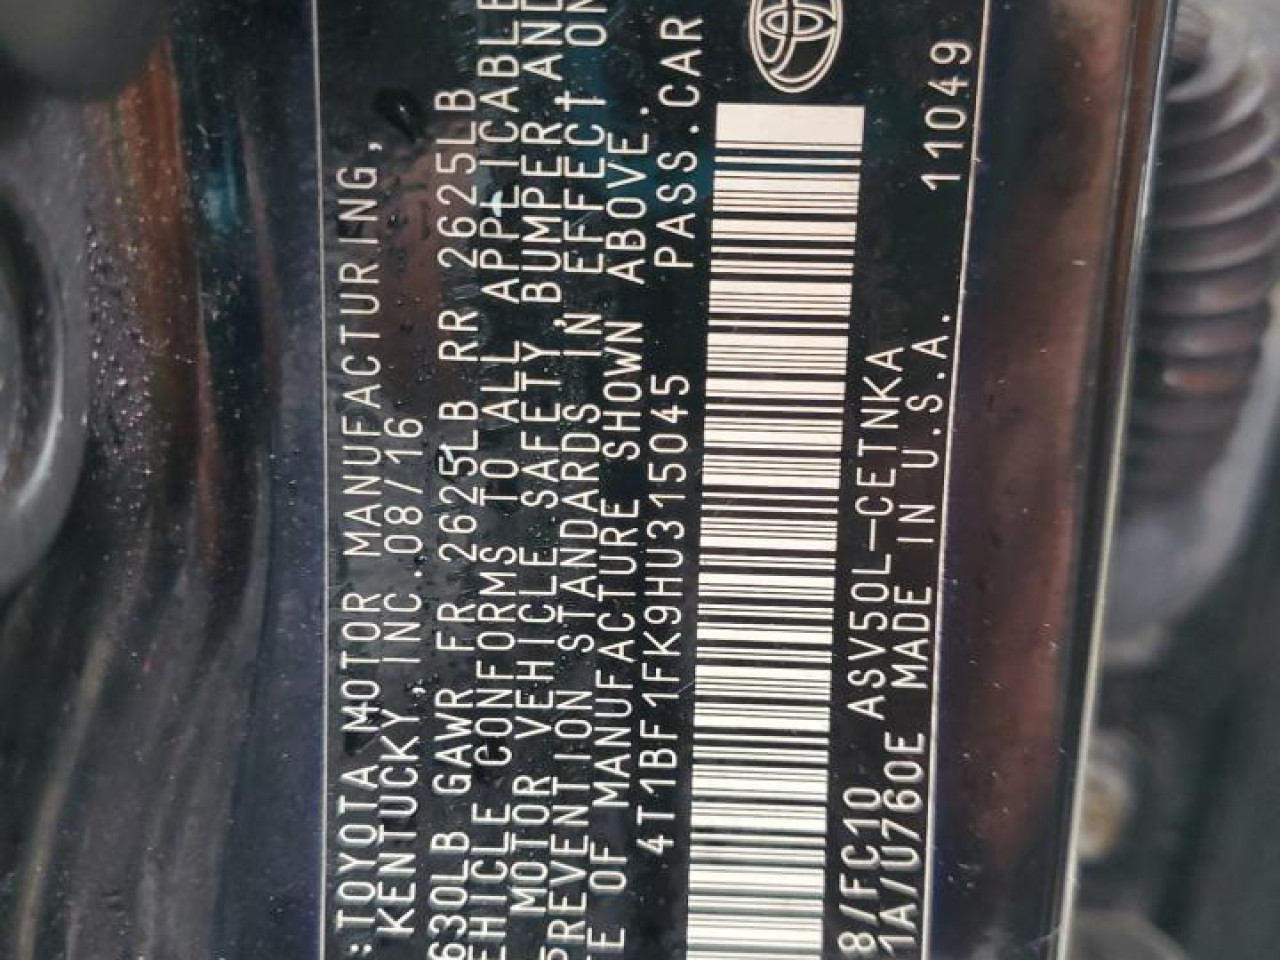 :TOYOTA MOTOR MANUFACTURING,
KENTUCKY, INC. 08/16
630LB GAWR FR 2625LB RR 2625LB
EHICLE CONFORMS TO ALL APPLICABLE
MOTOR VEHICLE SAFETY, BUMPER AND
PREVENTION STANDARDS IN EFFECT ON
TE OF MANUFACTURE SHOWN ABOVE.
4T1BF1FK9HU315045 PASS.CAR
8/FC10 ASV50L-CETNKA
1A/U760E MADE IN U.S.A. 11049